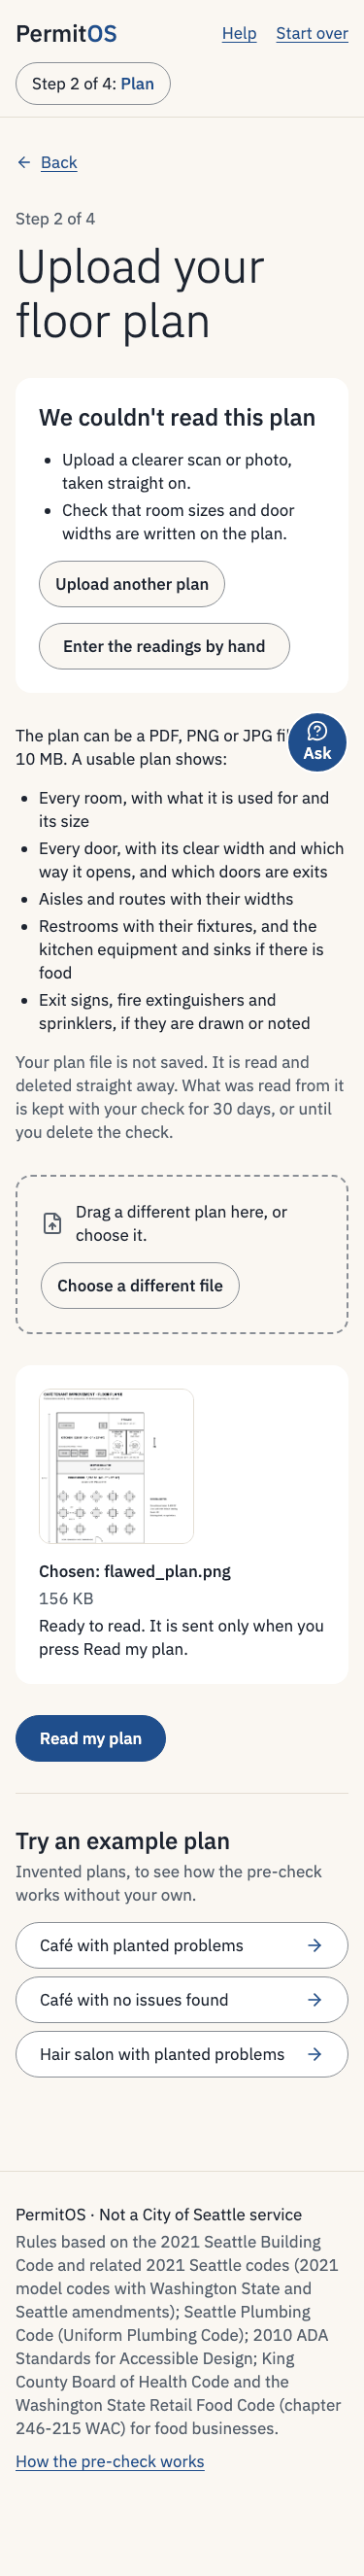 PermitOS
Help
Start over
Step 2 of 4: Plan
Back
Step 2 of 4
Upload your
floor plan
We couldn't read this plan
Upload a clearer scan or photo,
taken straight on.
Check that room sizes and door
widths are written on the plan.
Upload another plan
Enter the readings by hand
The plan can be a PDF, PNG or JPG
10 MB. A usable plan shows:
Ask
Every room, with what it is used for and
its size
Every door, with its clear width and which
way it opens, and which doors are exits
Aisles and routes with their widths
Restrooms with their fixtures, and the
kitchen equipment and sinks if there is
food
Exit signs, fire extinguishers and
sprinklers, if they are drawn or noted
Your plan file is not saved. It is read and
deleted straight away. What was read from it
is kept with your check for 30 days, or until
you delete the check.
Drag a different plan here, or
choose it.
Choose a different file
Chosen: flawed_plan.png
156 KB
Ready to read. It is sent only when you
press Read my plan.
Read my plan
Try an example plan
Invented plans, to see how the pre-check
works without your own.
Café with planted problems
Café with no issues found
Hair salon with planted problems
PermitOS · Not a City of Seattle service
Rules based on the 2021 Seattle Building
Code and related 2021 Seattle codes (2021
model codes with Washington State and
Seattle amendments); Seattle Plumbing
Code (Uniform Plumbing Code); 2010 ADA
Standards for Accessible Design; King
County Board of Health Code and the
Washington State Retail Food Code (chapter
246-215 WAC) for food businesses.
How the pre-check works